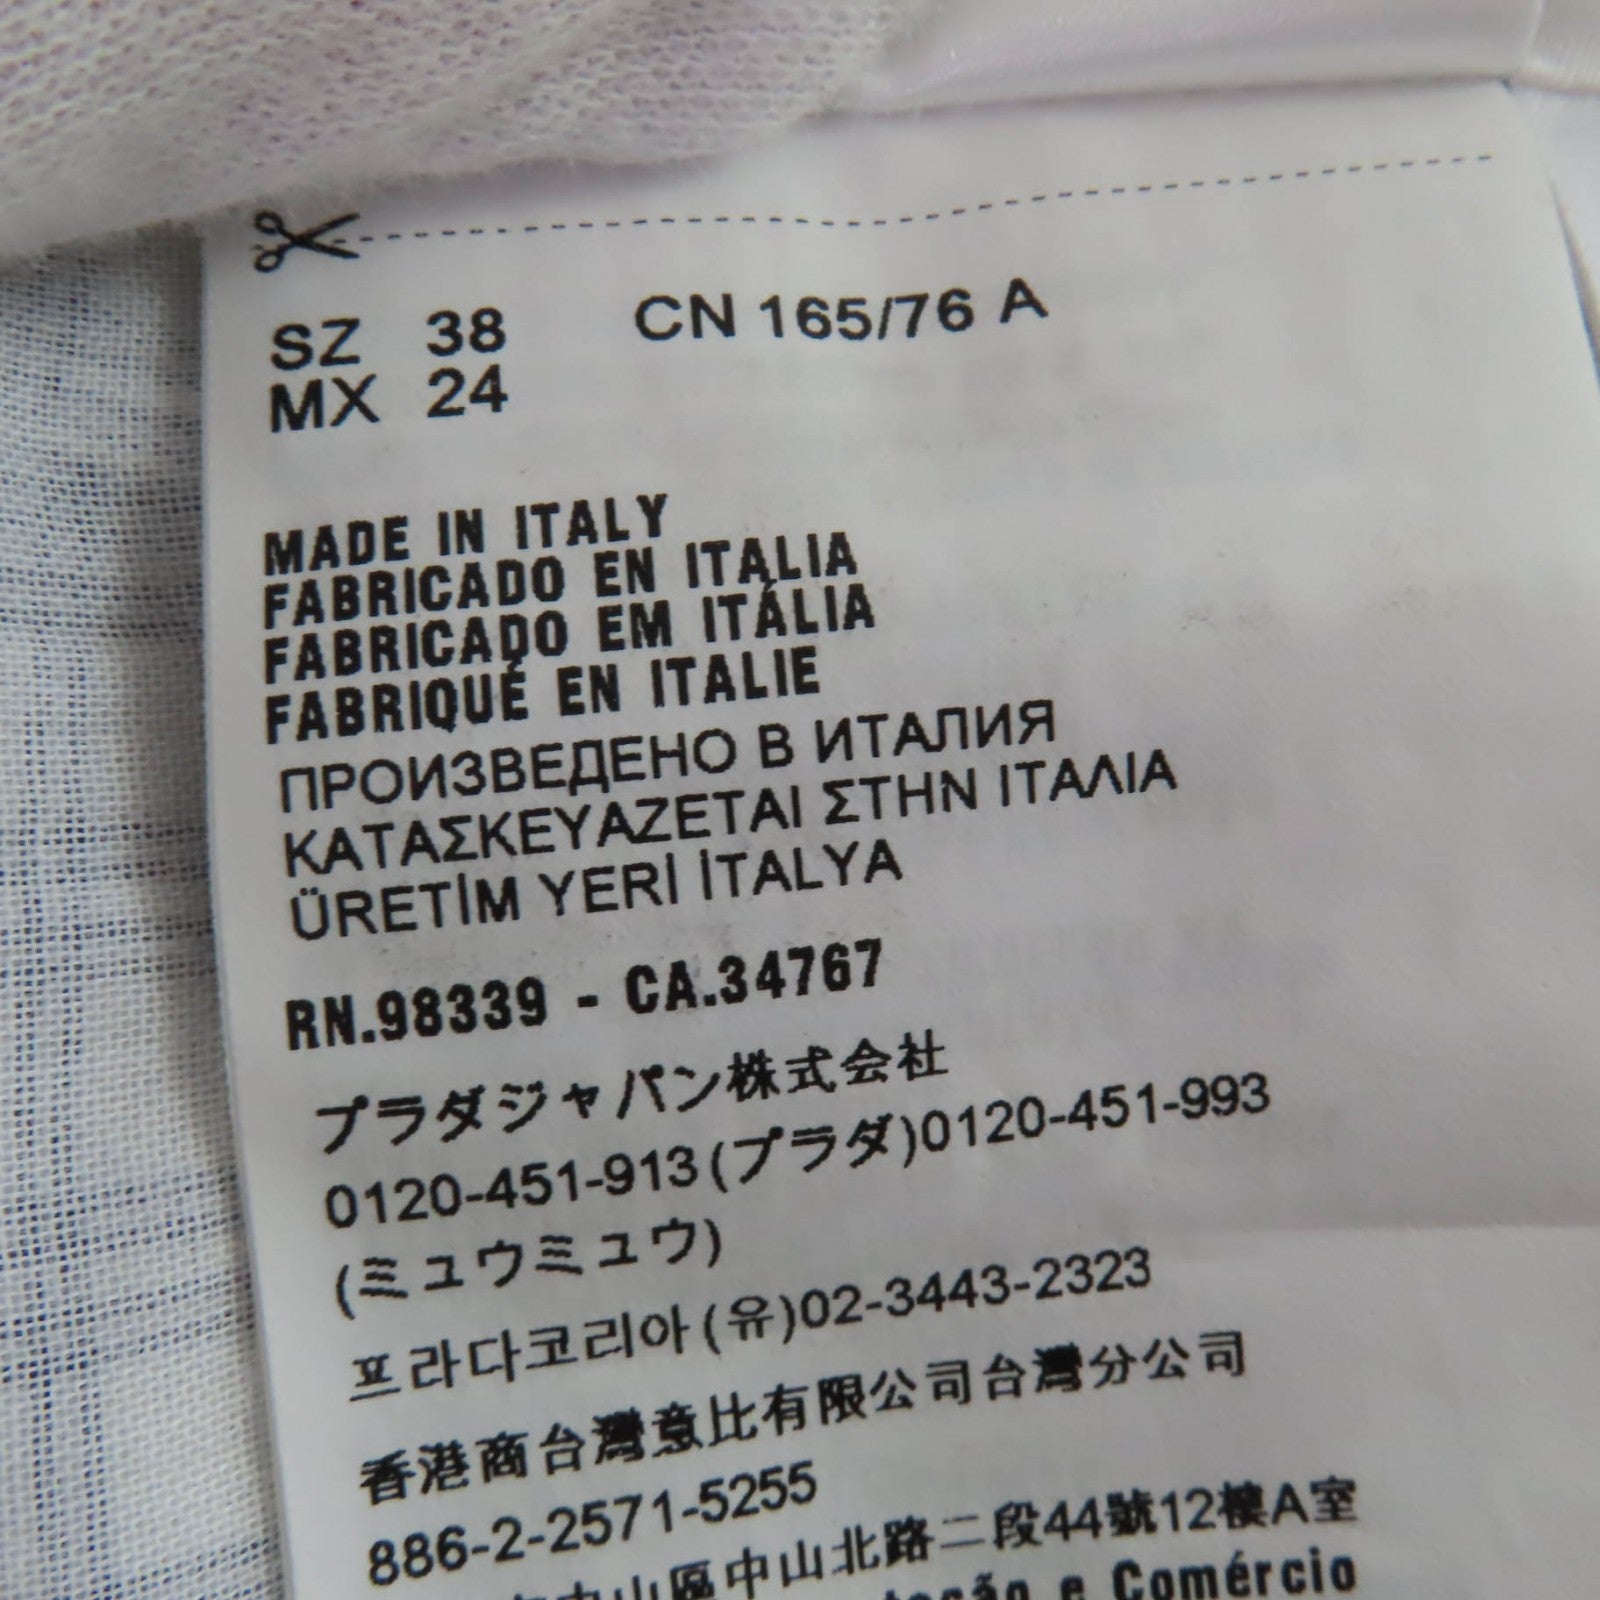 SZ 38 CN 165/76 A
MX 24
MADE IN ITALY
FABRICADO EN ITALIA
FABRICADO EM ITÁLIA
FABRIQUÉ EN ITALIE
ПРОИЗВЕДЕНО В ИТАЛИЯ
ΚΑΤΑΣΚΕΥΑΖΕΤΑΙ ΣΤΗΝ ΙΤΑΛΙΑ
ÜRETİM YERİ İTALYA
RN.98339 - CA.34767
プラダジャパン株式会社
0120-451-913(プラダ)0120-451-993
(ミュウミュウ)
프라다코리아(유)02-3443-2323
香港商台灣意比有限公司台灣分公司
886-2-2571-5255
中山區中山北路二段44號12樓A室
e Comércio